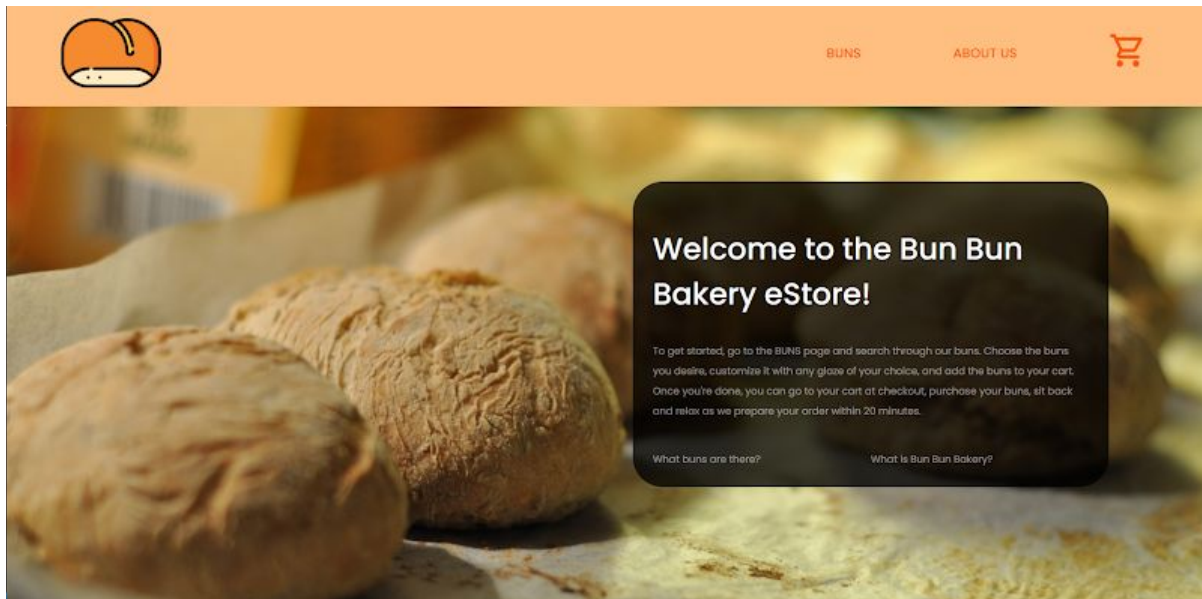 BUNS ABOUT US
Welcome to the Bun Bun
Bakery eStore!
To get started, go to the BUNS page and search through our buns. Choose the buns
you desire, customize it with any glaze of your choice, and add the buns to your cart.
Once you're done, you can go to your cart at checkout, purchase your buns, sit back
and relax as we prepare your order within 20 minutes.
What buns are there? What is Bun Bun Bakery?